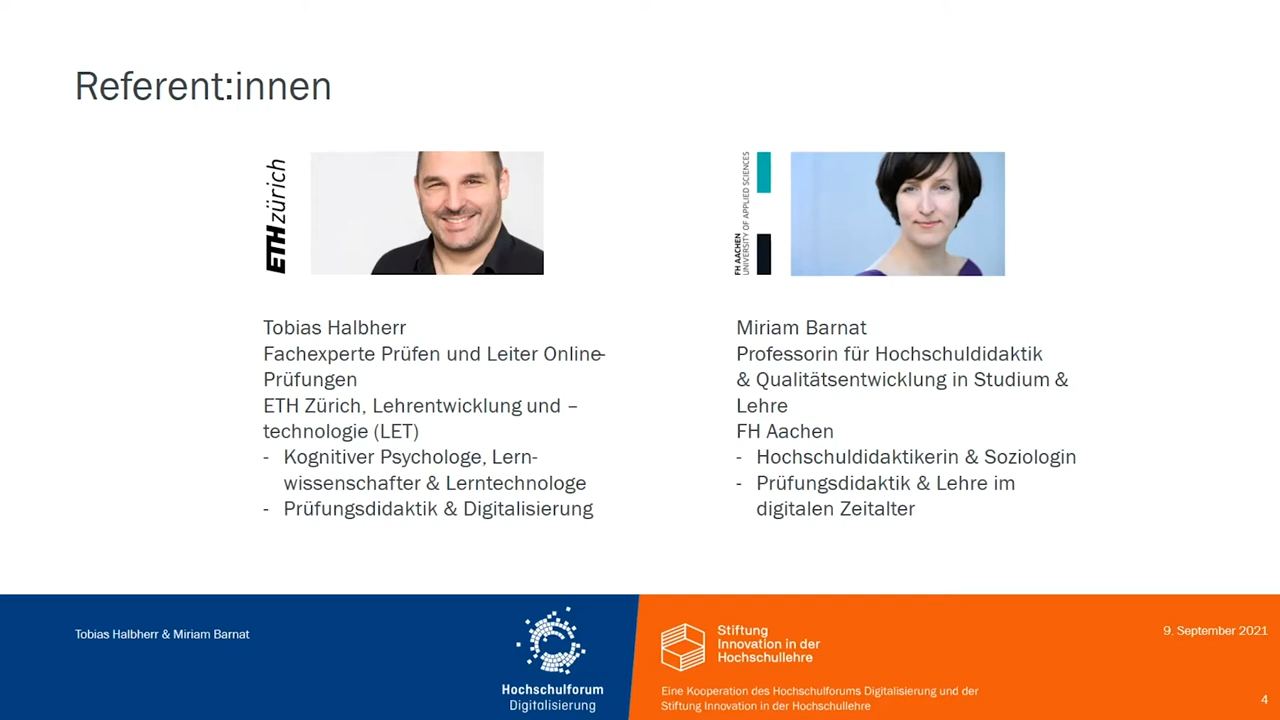 Referent:innen
ETH zürich
FH AACHEN
UNIVERSITY OF APPLIED SCIENCES
Tobias Halbherr
Fachexperte Prüfen und Leiter Online-
Prüfungen
ETH Zürich, Lehrentwicklung und –
technologie (LET)
- Kognitiver Psychologe, Lern-
wissenschafter & Lerntechnologe
- Prüfungsdidaktik & Digitalisierung
Miriam Barnat
Professorin für Hochschuldidaktik
& Qualitätsentwicklung in Studium &
Lehre
FH Aachen
- Hochschuldidaktikerin & Soziologin
- Prüfungsdidaktik & Lehre im
digitalen Zeitalter
Tobias Halbherr & Miriam Barnat
Hochschulforum
Digitalisierung
Stiftung
Innovation in der
Hochschullehre
Eine Kooperation des Hochschulforums Digitalisierung und der
Stiftung Innovation in der Hochschullehre
9. September 2021
4